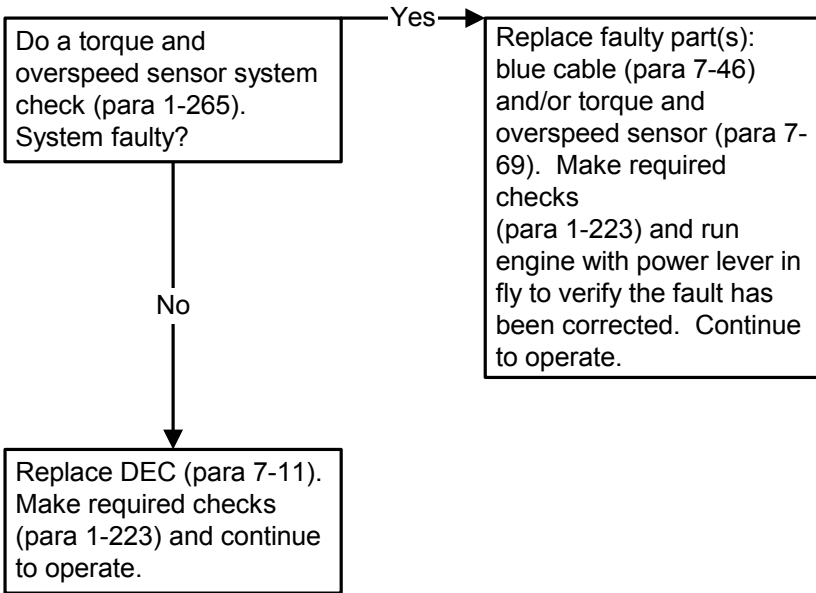 Do a torque and
overspeed sensor system
check (para 1-265).
System faulty?
Yes
Replace faulty part(s):
blue cable (para 7-46)
and/or torque and
overspeed sensor (para 7-
69).  Make required
checks
(para 1-223) and run
engine with power lever in
fly to verify the fault has
been corrected.  Continue
to operate.
No
Replace DEC (para 7-11).
Make required checks
(para 1-223) and continue
to operate.